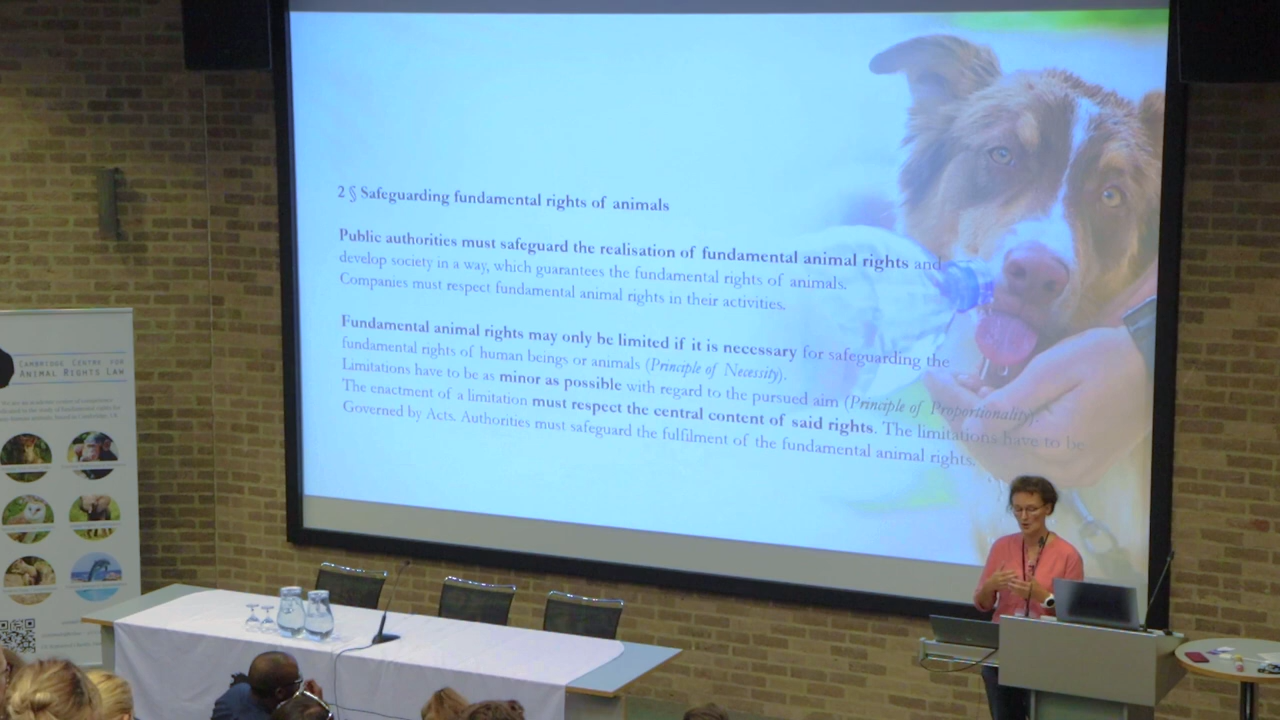 2 § Safeguarding fundamental rights of animals
Public authorities must safeguard the realisation of fundamental animal rights and
develop society in a way, which guarantees the fundamental rights of animals.
Companies must respect fundamental animal rights in their activities.
Fundamental animal rights may only be limited if it is necessary for safeguarding the
fundamental rights of human beings or animals (Principle of Necessity).
Limitations have to be as minor as possible with regard to the pursued aim (Principle of Proportionality).
The enactment of a limitation must respect the central content of said rights. The limitations have to be
Governed by Acts. Authorities must safeguard the fulfilment of the fundamental animal rights.
CAMBRIDGE CENTRE FOR
ANIMAL RIGHTS LAW